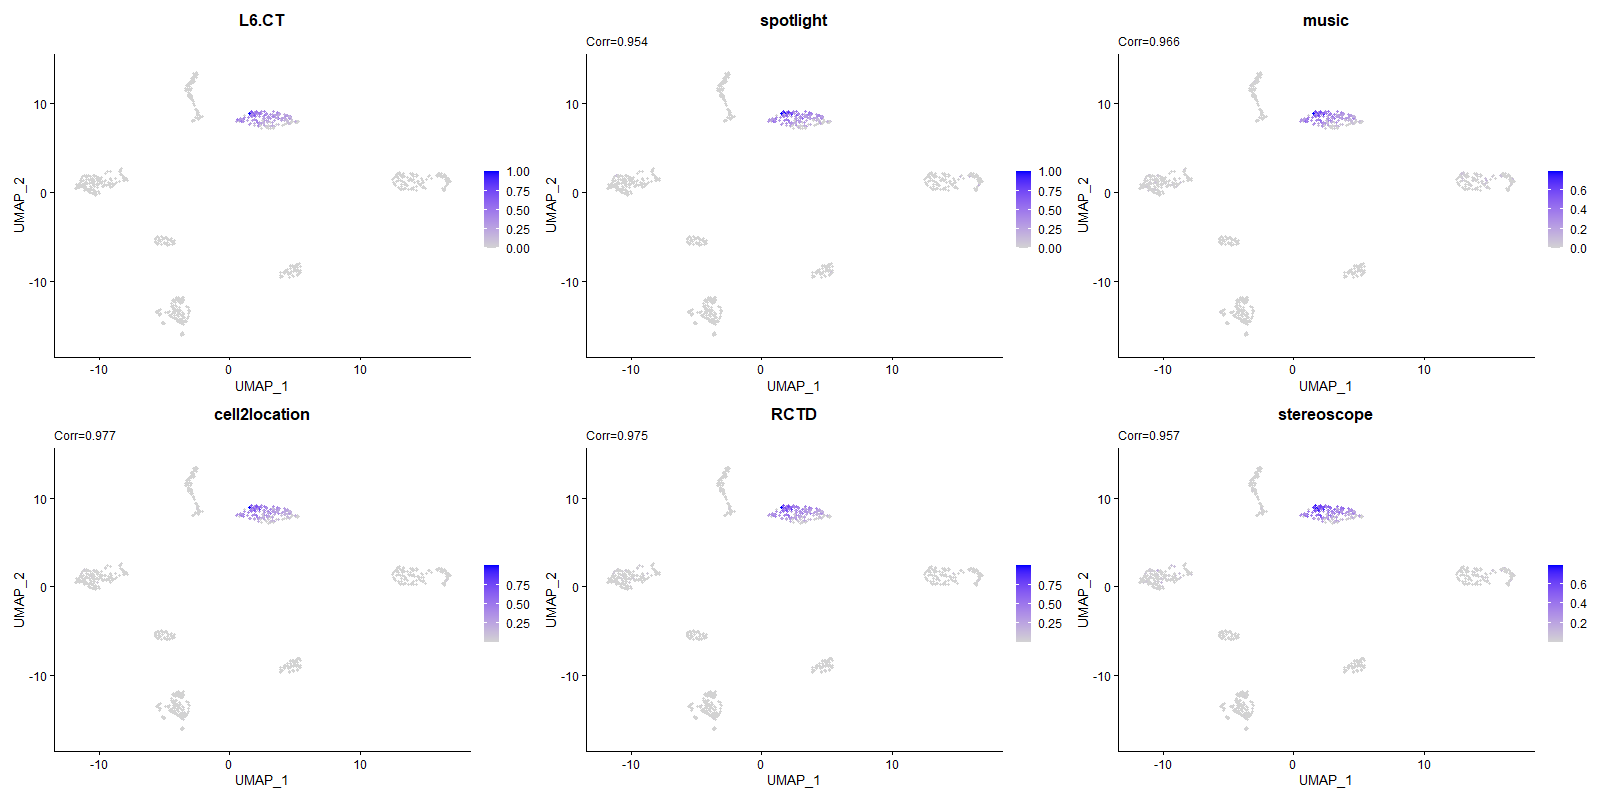 L6.CT
UMAP_2
10
0
-10
-10
0
10
UMAP_1
1.00
0.75
0.50
0.25
0.00
spotlight
Corr=0.954
UMAP_2
10
0
-10
-10
0
10
UMAP_1
1.00
0.75
0.50
0.25
0.00
music
Corr=0.966
UMAP_2
10
0
-10
-10
0
10
UMAP_1
0.6
0.4
0.2
0.0
cell2location
Corr=0.977
UMAP_2
10
0
-10
-10
0
10
UMAP_1
0.75
0.50
0.25
RCTD
Corr=0.975
UMAP_2
10
0
-10
-10
0
10
UMAP_1
0.75
0.50
0.25
stereoscope
Corr=0.957
UMAP_2
10
0
-10
-10
0
10
UMAP_1
0.6
0.4
0.2